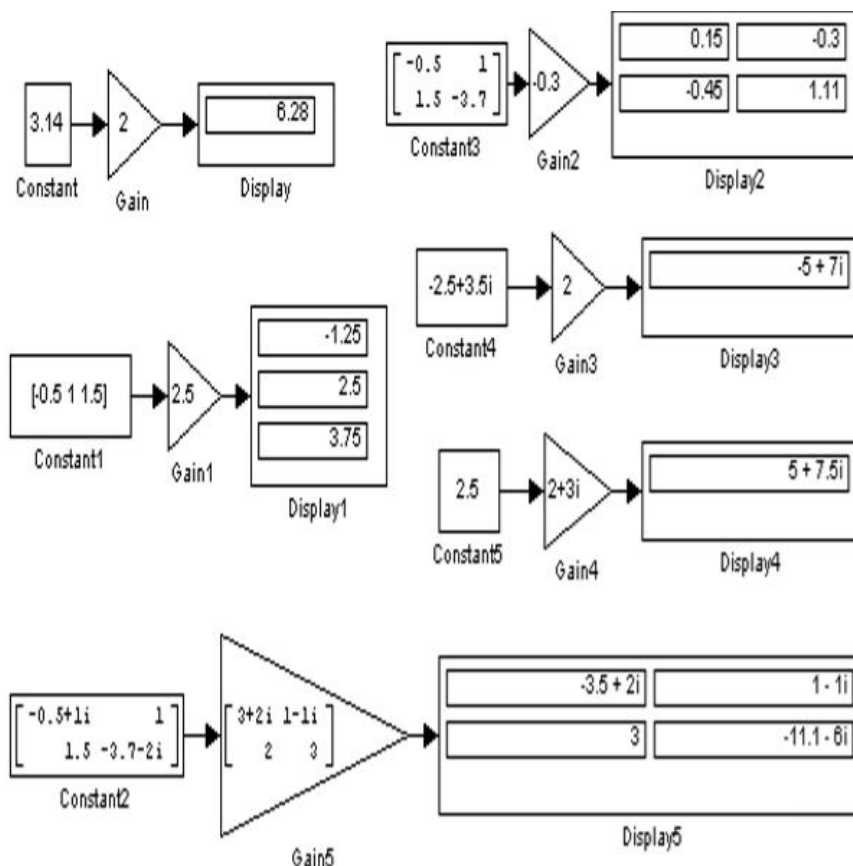 3.14
2
6.28
Constant
Gain
Display
-0.5 1
1.5 -3.7
-0.3
0.15 -0.3
-0.45 1.11
Constant3
Gain2
Display2
-2.5+3.5i
2
-5 + 7i
Constant4
Gain3
Display3
[-0.5 1 1.5]
2.5
-1.25
2.5
3.75
Constant1
Gain1
Display1
2.5
2+3i
5 + 7.5i
Constant5
Gain4
Display4
-0.5+1i 1
1.5 -3.7-2i
3+2i 1-1i
2 3
-3.5 + 2i 1 - 1i
3 -11.1 - 6i
Constant2
Gain5
Display5